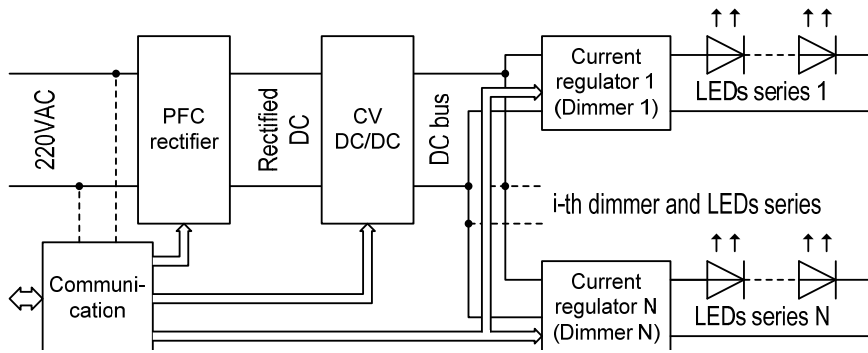 220VAC
PFC
rectifier
Rectified
DC
CV
DC/DC
DC bus
Current
regulator 1
(Dimmer 1)
LEDs series 1
i-th dimmer and LEDs series
Communi-
cation
Current
regulator N
(Dimmer N)
LEDs series N